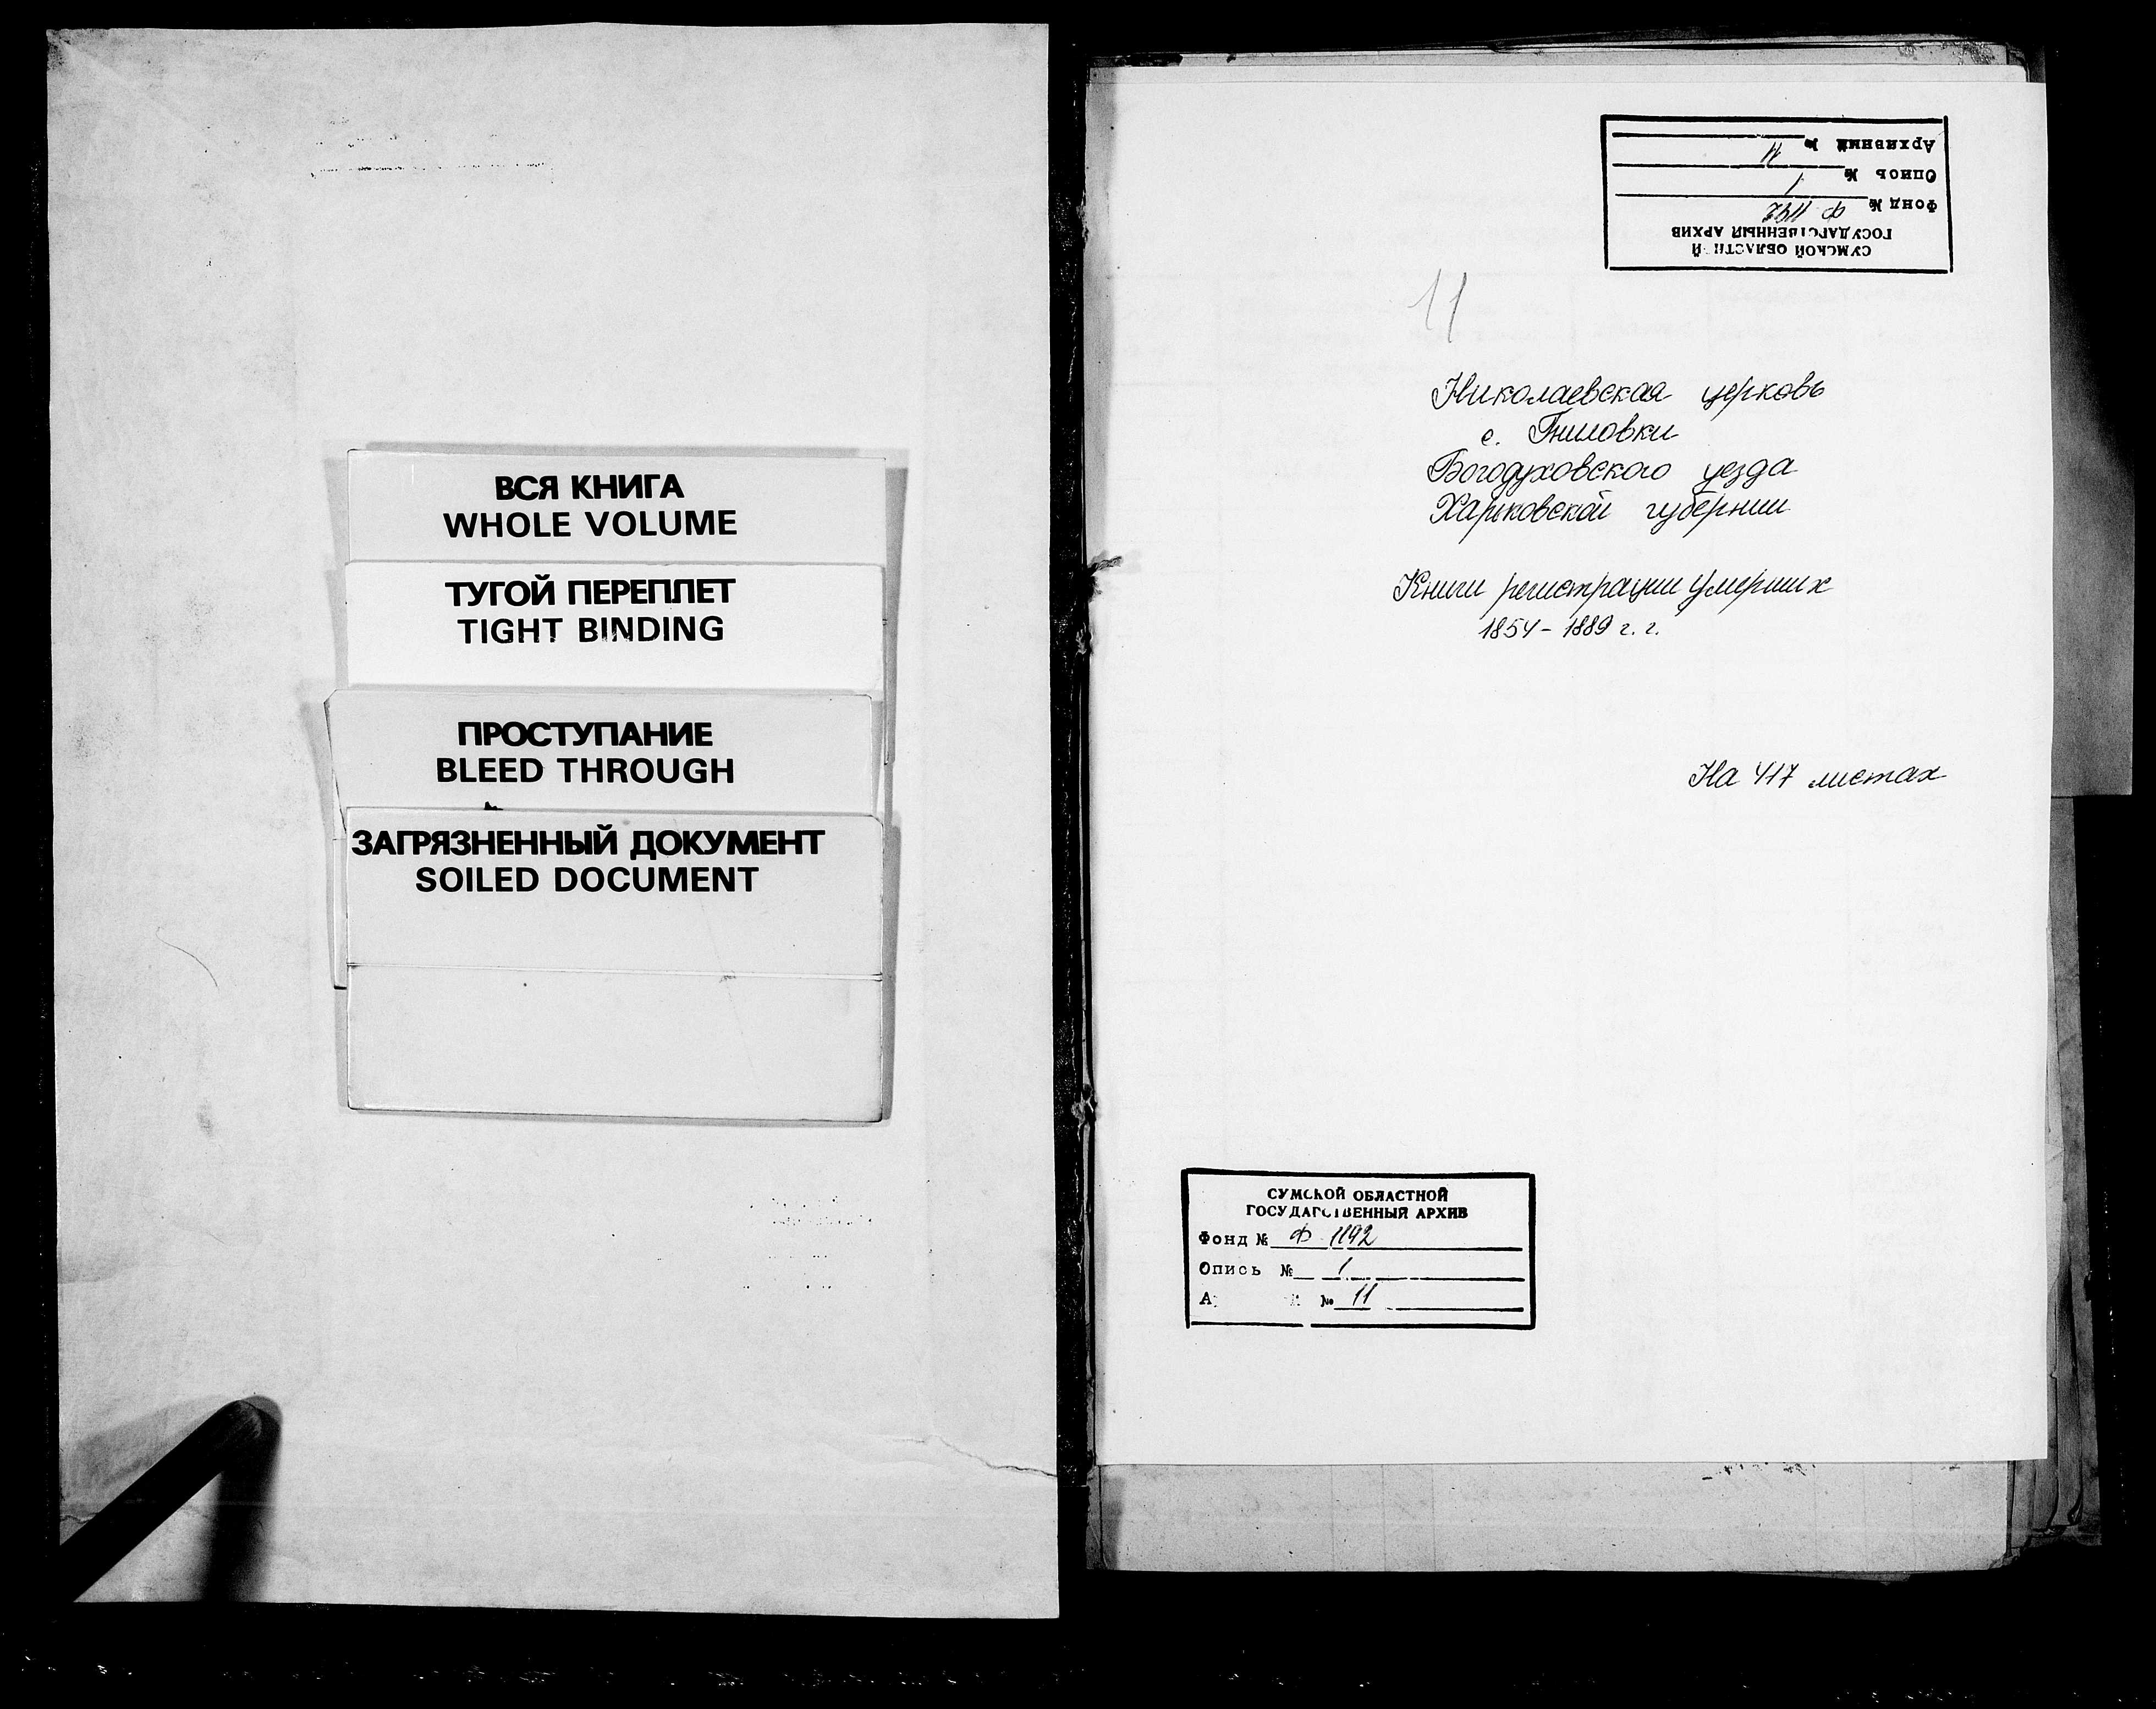 ВСЯ КНИГА
WHOLE VOLUME
ТУГОЙ ПЕРЕПЛЕТ
TIGHT BINDING
ПРОСТУПАНИЕ
BLEED THROUGH
ЗАГРЯЗНЕННЫЙ ДОКУМЕНТ
SOILED DOCUMENT
СУМСКОЙ ОБЛАСТНОЙ
ГОСУДАРСТВЕННЫЙ АРХИВ
Фонд № Ф 1192
Опись № 1
Архивный № 11
11
Николаевская церковь
с. Гниловки
Богодуховского уезда
Харьковской губернии
Книги регистрации умерших
1854 - 1889 г. г.
На 417 листах
СУМСКОЙ ОБЛАСТНОЙ
ГОСУДАРСТВЕННЫЙ АРХИВ
Фонд № Ф 1192
Опись № 1
№ 11